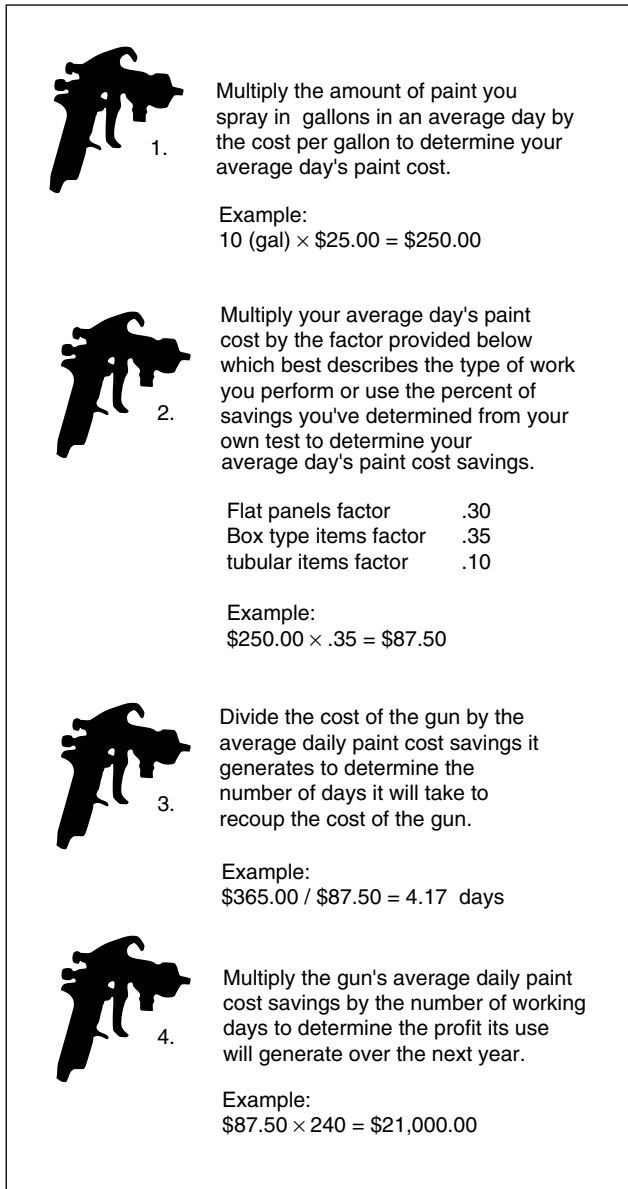 1.
Multiply the amount of paint you
spray in gallons in an average day by
the cost per gallon to determine your
average day's paint cost.
Example:
10 (gal) × $25.00 = $250.00
2.
Multiply your average day's paint
cost by the factor provided below
which best describes the type of work
you perform or use the percent of
savings you've determined from your
own test to determine your
average day's paint cost savings.
Flat panels factor .30
Box type items factor .35
tubular items factor .10
Example:
$250.00 × .35 = $87.50
3.
Divide the cost of the gun by the
average daily paint cost savings it
generates to determine the
number of days it will take to
recoup the cost of the gun.
Example:
$365.00 / $87.50 = 4.17 days
4.
Multiply the gun's average daily paint
cost savings by the number of working
days to determine the profit its use
will generate over the next year.
Example:
$87.50 × 240 = $21,000.00